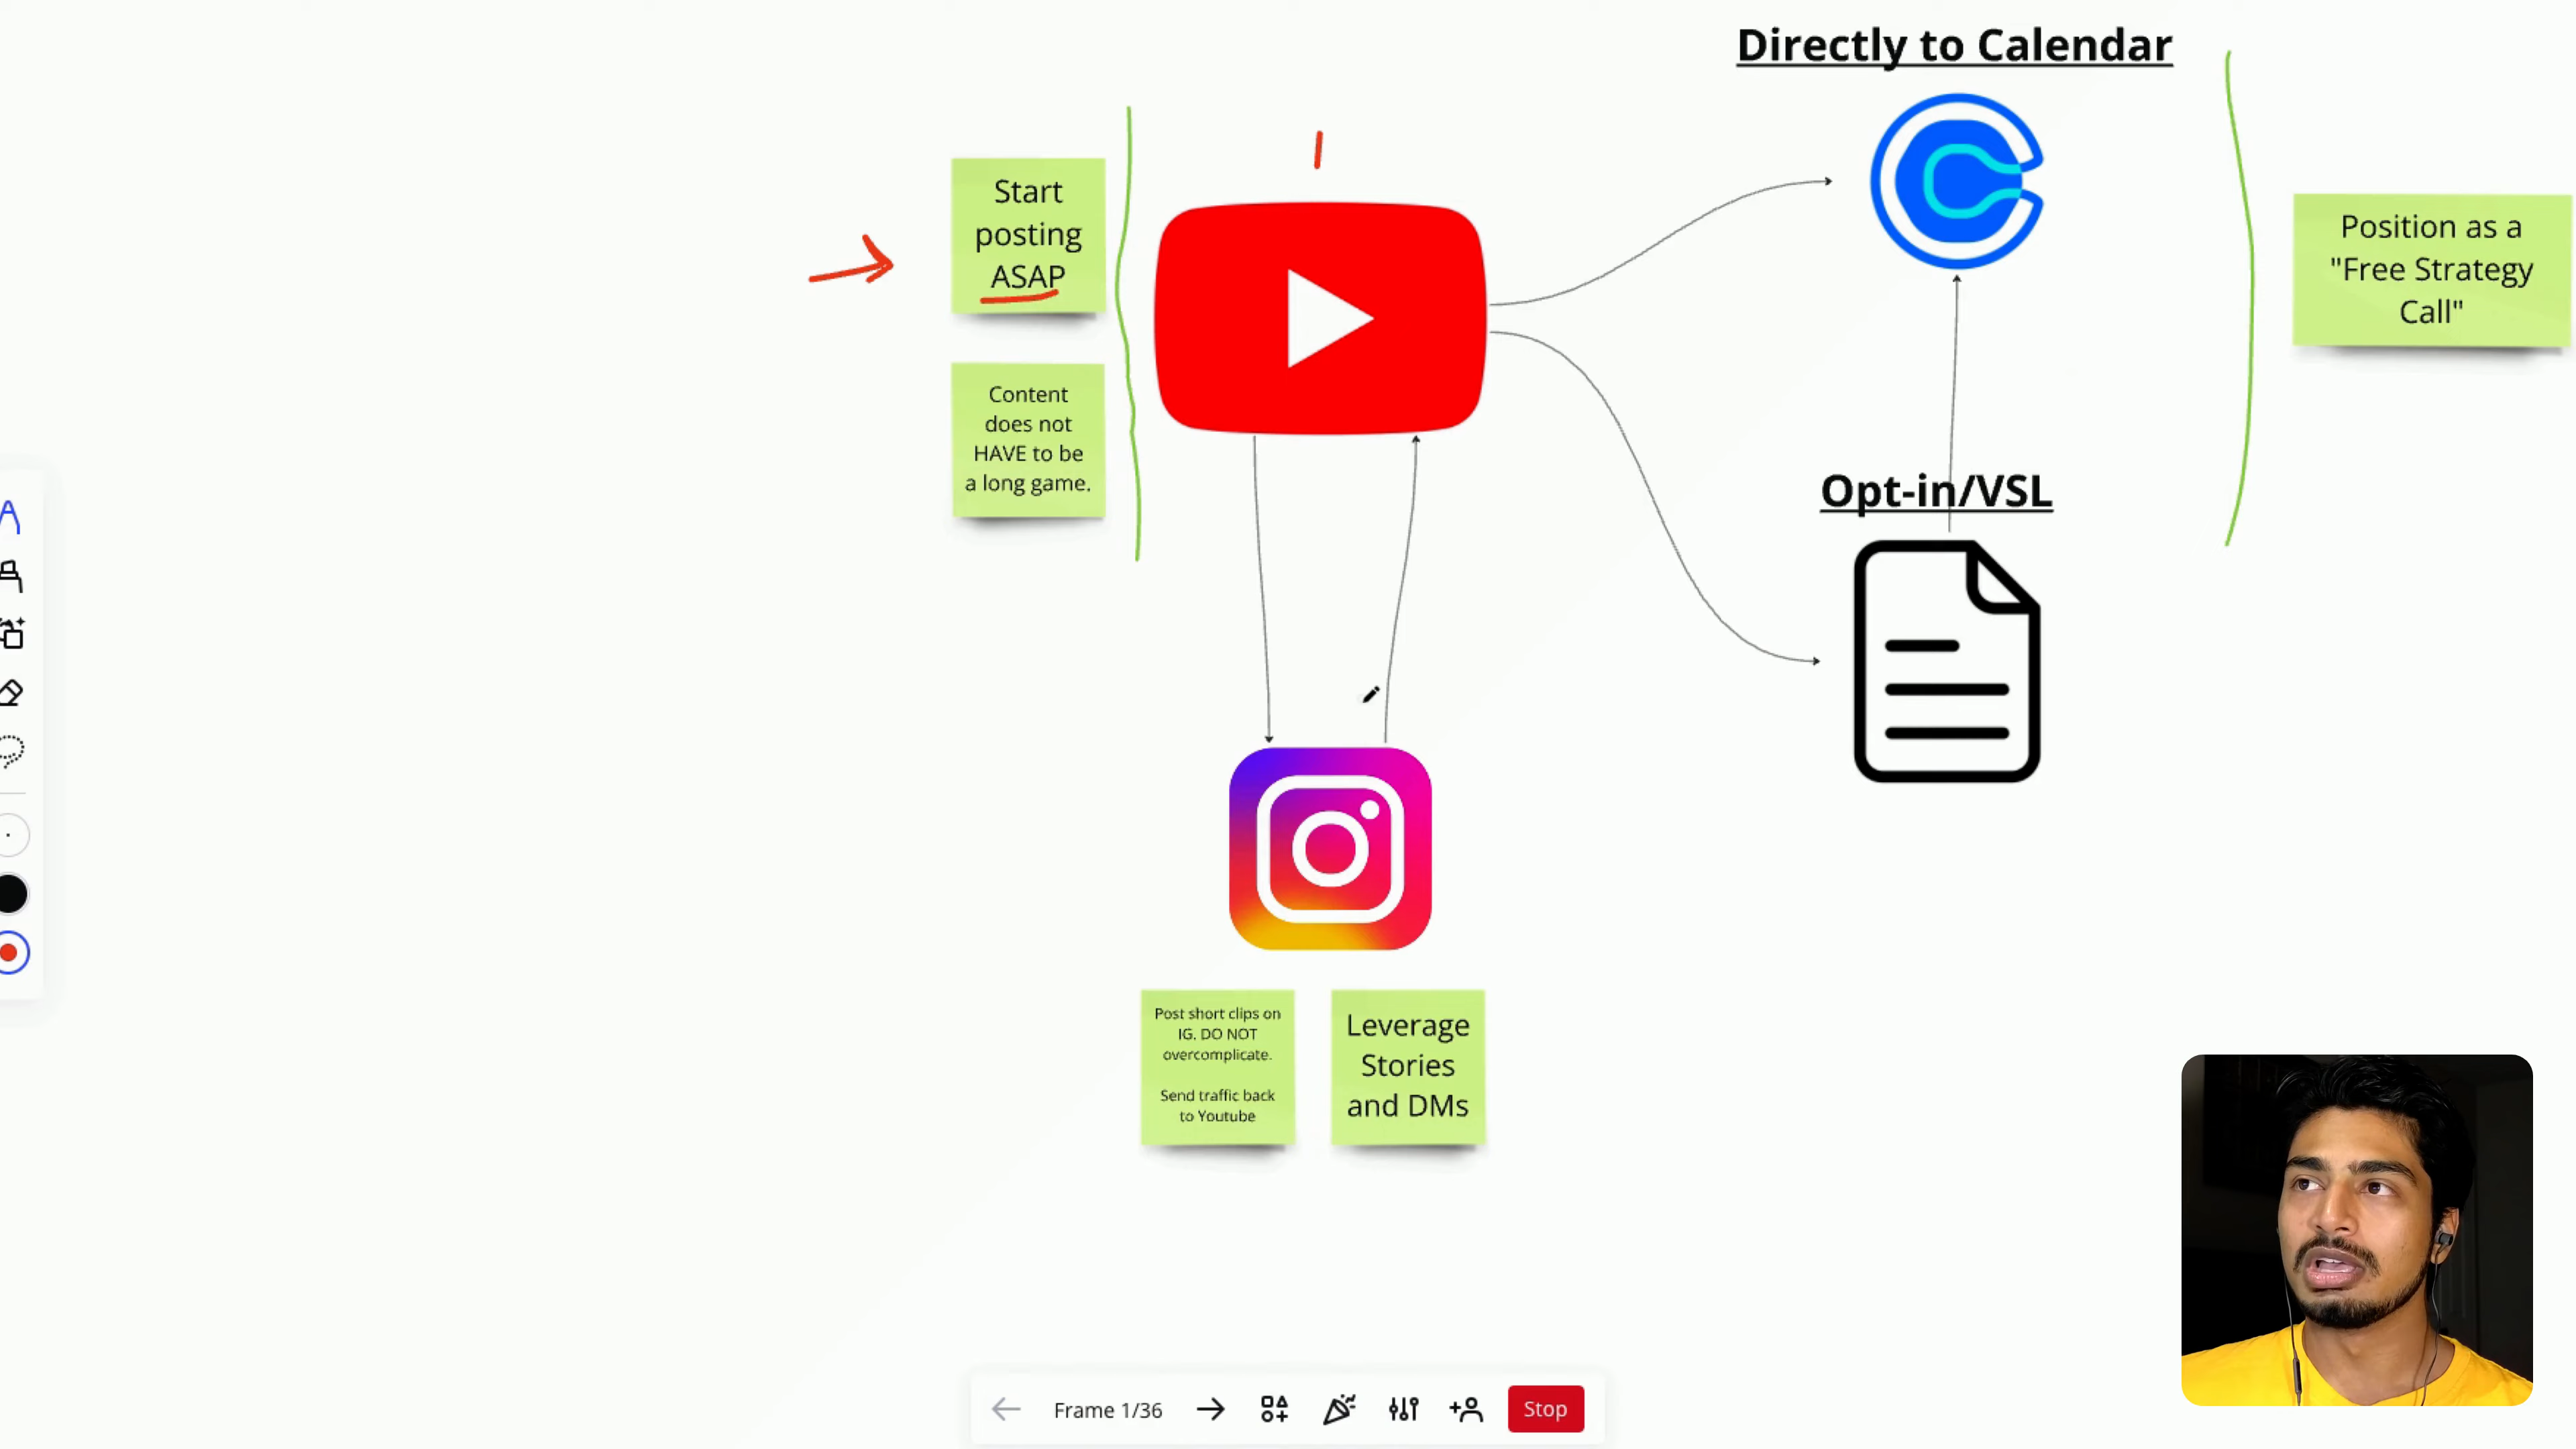 Directly to Calendar
Start
posting
ASAP
Content
does not
HAVE to be
a long game.
Position as a
"Free Strategy
Call"
Opt-in/VSL
Post short clips on
IG. DO NOT
overcomplicate.
Send traffic back
to Youtube
Leverage
Stories
and DMs
Frame 1/36
Stop